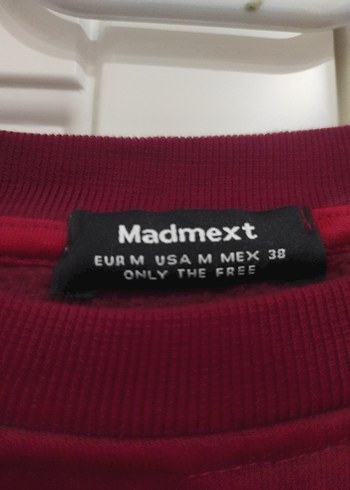 Madmext
EUR M USA M MEX 38
ONLY THE FREE